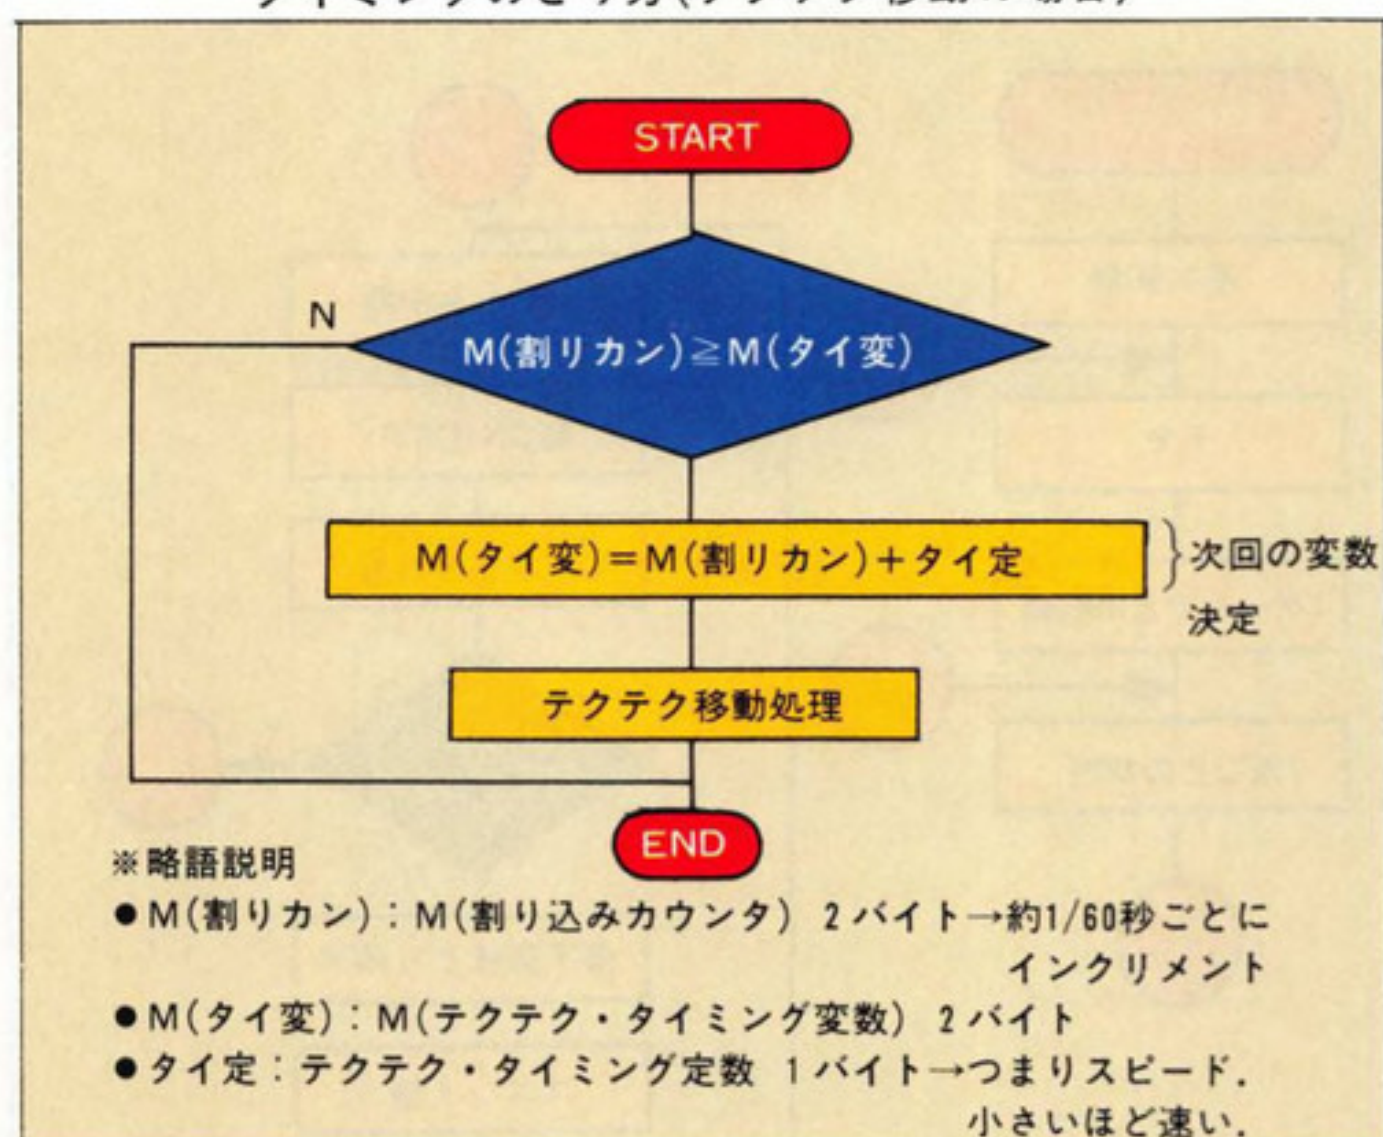 START
N
M(割りカン)≧M(タイ変)
M(タイ変)=M(割りカン)+タイ定
}次回の変数
決定
テクテク移動処理
END
※略語説明
●M(割りカン):M(割り込みカウンタ) 2バイト→約1/60秒ごとに
インクリメント
●M(タイ変):M(テクテク・タイミング変数) 2バイト
●タイ定:テクテク・タイミング定数 1バイト→つまりスピード.
小さいほど速い.